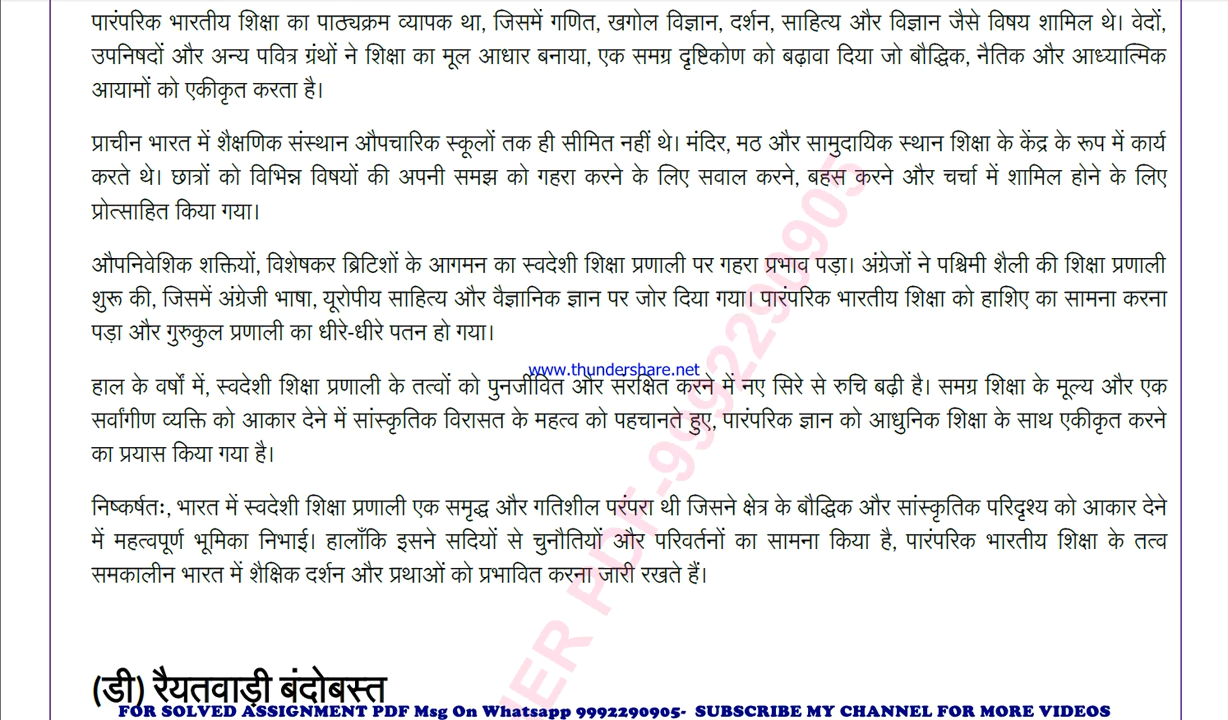 पारंपरिक भारतीय शिक्षा का पाठ्यक्रम व्यापक था, जिसमें गणित, खगोल विज्ञान, दर्शन, साहित्य और विज्ञान जैसे विषय शामिल थे। वेदों,
उपनिषदों और अन्य पवित्र ग्रंथों ने शिक्षा का मूल आधार बनाया, एक समग्र दृष्टिकोण को बढ़ावा दिया जो बौद्धिक, नैतिक और आध्यात्मिक
आयामों को एकीकृत करता है।
प्राचीन भारत में शैक्षणिक संस्थान औपचारिक स्कूलों तक ही सीमित नहीं थे। मंदिर, मठ और सामुदायिक स्थान शिक्षा के केंद्र के रूप में कार्य
करते थे। छात्रों को विभिन्न विषयों की अपनी समझ को गहरा करने के लिए सवाल करने, बहस करने और चर्चा में शामिल होने के लिए
प्रोत्साहित किया गया।
औपनिवेशिक शक्तियों, विशेषकर ब्रिटिशों के आगमन का स्वदेशी शिक्षा प्रणाली पर गहरा प्रभाव पड़ा। अंग्रेजों ने पश्चिमी शैली की शिक्षा प्रणाली
शुरू की, जिसमें अंग्रेजी भाषा, यूरोपीय साहित्य और वैज्ञानिक ज्ञान पर जोर दिया गया। पारंपरिक भारतीय शिक्षा को हाशिए का सामना करना
पड़ा और गुरुकुल प्रणाली का धीरे-धीरे पतन हो गया।
www.thundershare.net
हाल के वर्षों में, स्वदेशी शिक्षा प्रणाली के तत्वों को पुनर्जीवित और संरक्षित करने में नए सिरे से रुचि बढ़ी है। समग्र शिक्षा के मूल्य और एक
सर्वांगीण व्यक्ति को आकार देने में सांस्कृतिक विरासत के महत्व को पहचानते हुए, पारंपरिक ज्ञान को आधुनिक शिक्षा के साथ एकीकृत करने
का प्रयास किया गया है।
निष्कर्षतः, भारत में स्वदेशी शिक्षा प्रणाली एक समृद्ध और गतिशील परंपरा थी जिसने क्षेत्र के बौद्धिक और सांस्कृतिक परिदृश्य को आकार देने
में महत्वपूर्ण भूमिका निभाई। हालाँकि इसने सदियों से चुनौतियों और परिवर्तनों का सामना किया है, पारंपरिक भारतीय शिक्षा के तत्व
समकालीन भारत में शैक्षिक दर्शन और प्रथाओं को प्रभावित करना जारी रखते हैं।
PDF-9992290905
(डी) रैयतवाड़ी बंदोबस्त
FOR SOLVED ASSIGNMENT PDF Msg On Whatsapp 9992290905- SUBSCRIBE MY CHANNEL FOR MORE VIDEOS